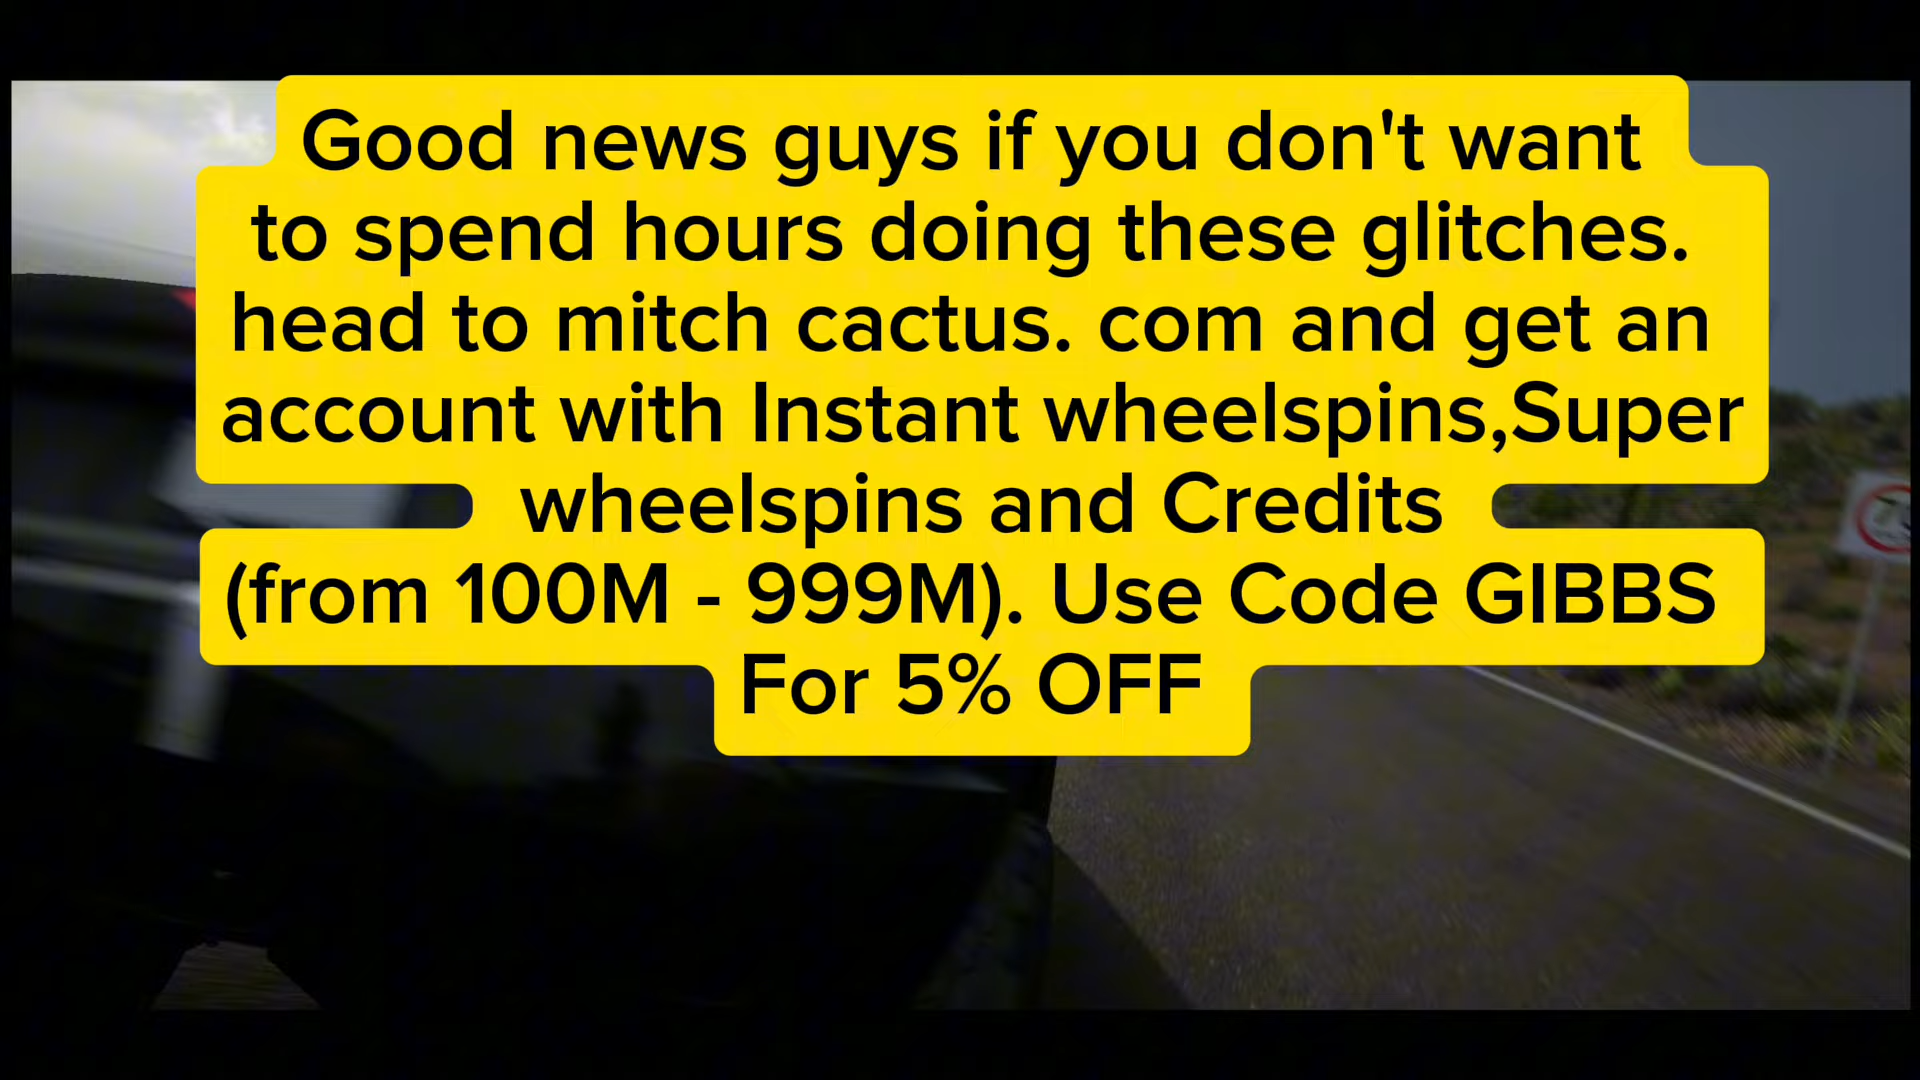 Good news guys if you don't want
to spend hours doing these glitches.
head to mitch cactus. com and get an
account with Instant wheelspins,Super
wheelspins and Credits
(from 100M - 999M). Use Code GIBBS
For 5% OFF